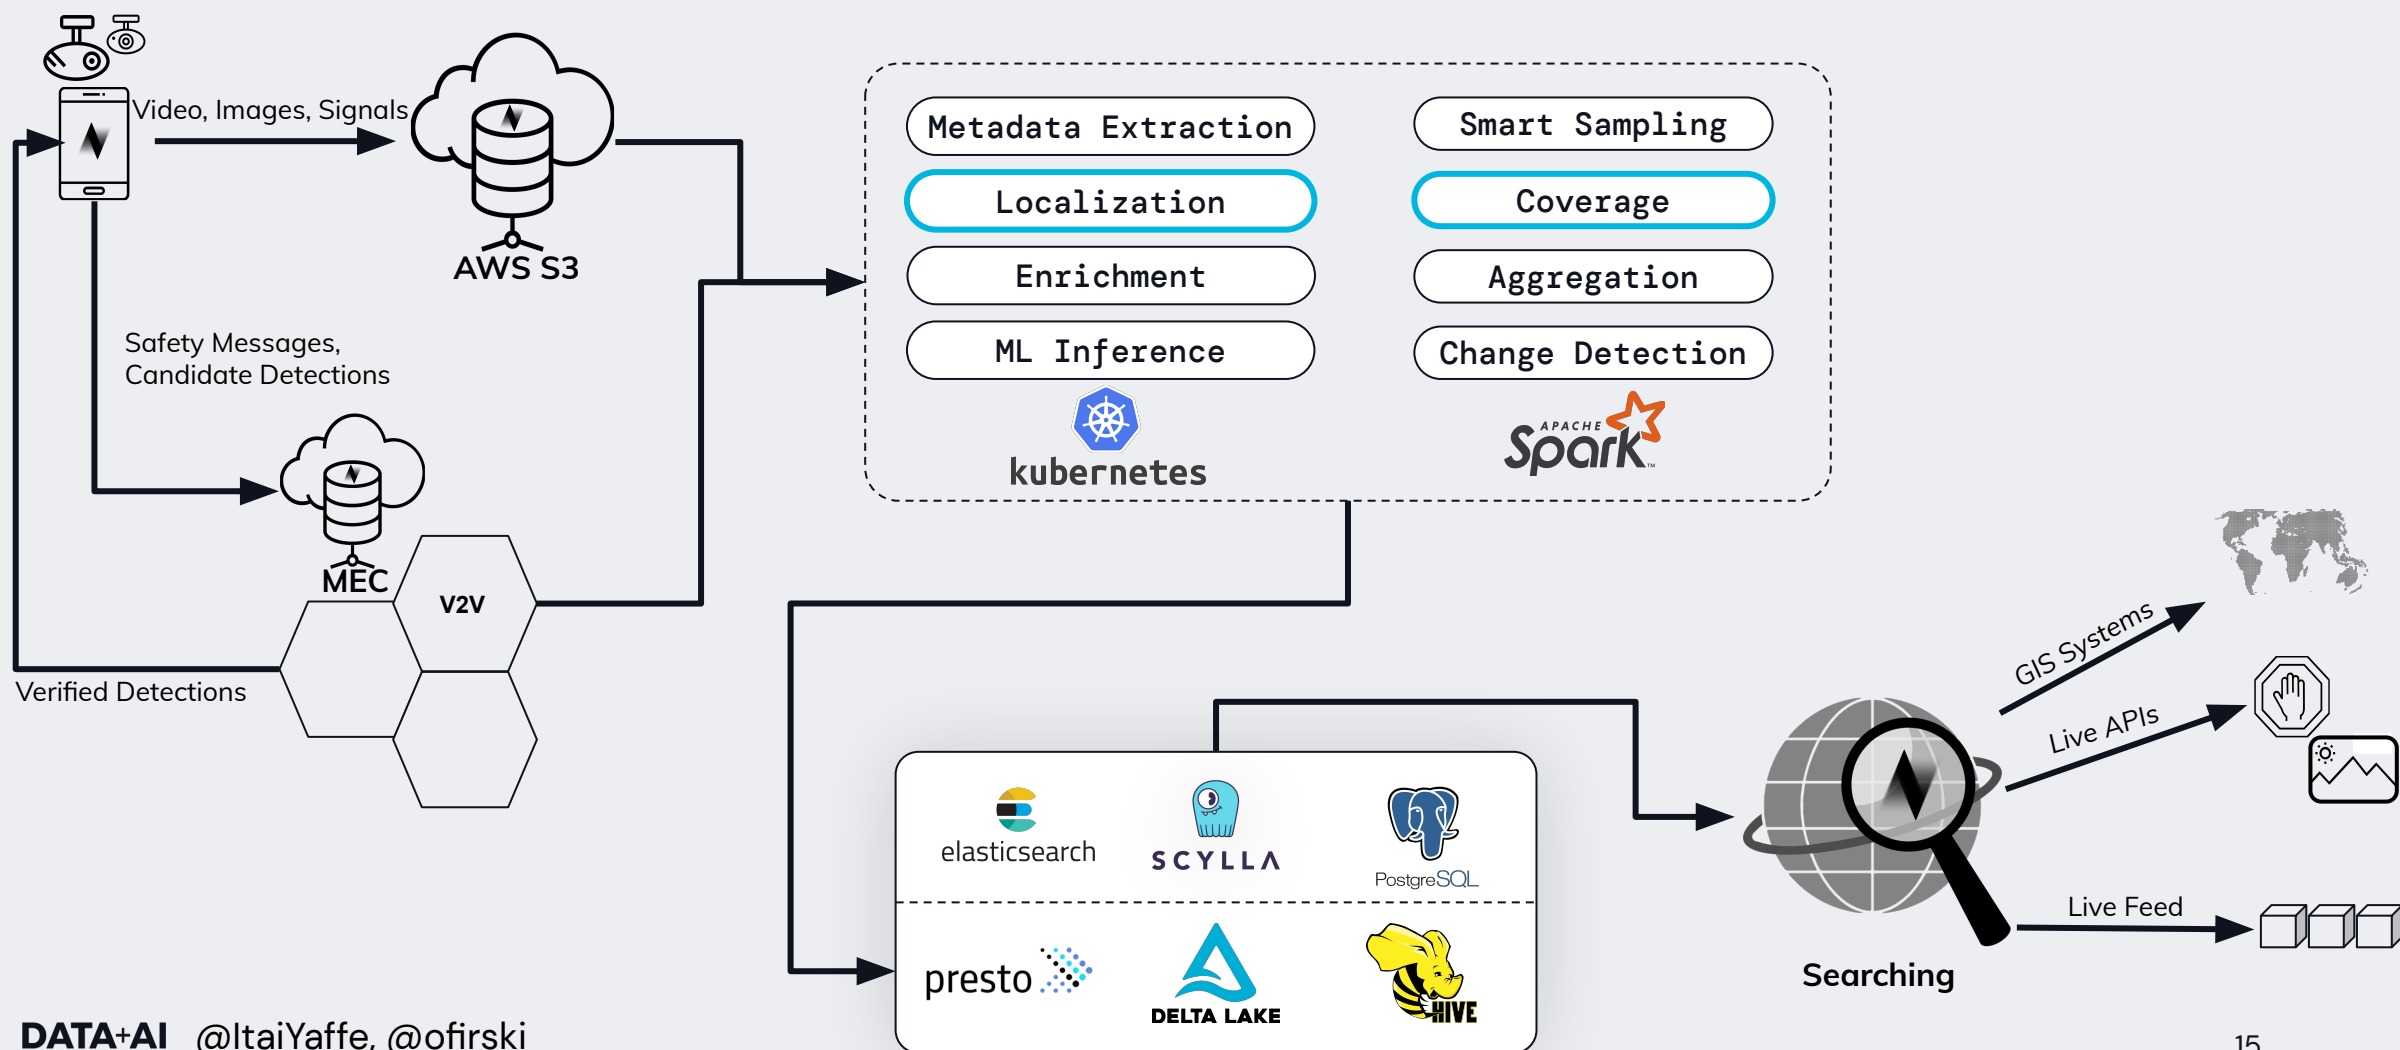 Video, Images, Signals
AWS S3
Safety Messages,
Candidate Detections
MEC
V2V
Verified Detections
Metadata Extraction
Localization
Enrichment
ML Inference
kubernetes
Smart Sampling
Coverage
Aggregation
Change Detection
APACHE
Spark™
elasticsearch
SCYLLA
PostgreSQL
presto
DELTA LAKE
HIVE
Searching
GIS Systems
Live APIs
Live Feed
DATA+AI @ItaiYaffe, @ofirski
15